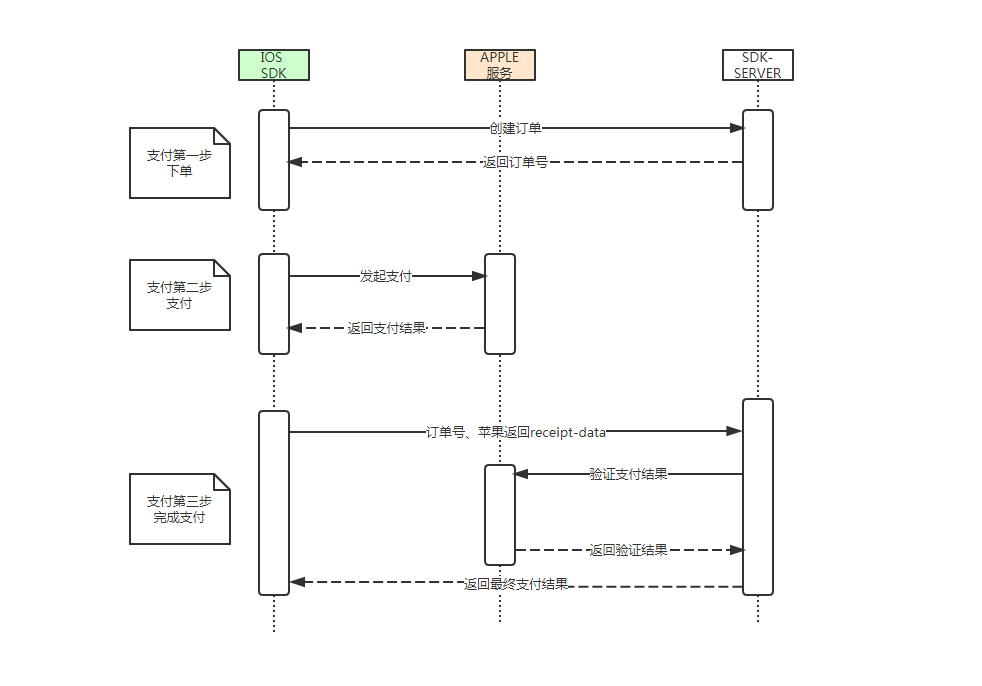 IOS
SDK
APPLE
服务
SDK-
SERVER
支付第一步
下单
创建订单
返回订单号
支付第二步
支付
发起支付
返回支付结果
订单号、苹果返回receipt-data
验证支付结果
支付第三步
完成支付
返回验证结果
返回最终支付结果